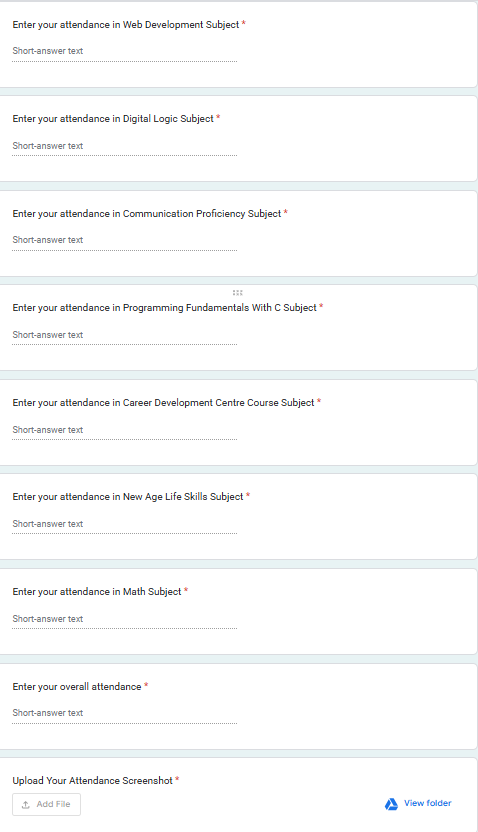 Enter your attendance in Web Development Subject *
Short-answer text
Enter your attendance in Digital Logic Subject *
Short-answer text
Enter your attendance in Communication Proficiency Subject *
Short-answer text
Enter your attendance in Programming Fundamentals With C Subject *
Short-answer text
Enter your attendance in Career Development Centre Course Subject *
Short-answer text
Enter your attendance in New Age Life Skills Subject *
Short-answer text
Enter your attendance in Math Subject *
Short-answer text
Enter your overall attendance *
Short-answer text
Upload Your Attendance Screenshot *
Add File View folder